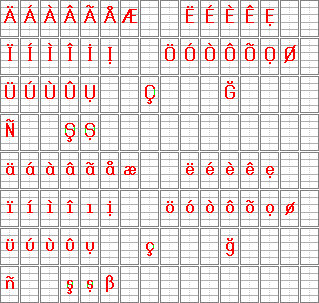 Ä Á À Â Ã Å Æ Ë É È Ê Ẹ
Ï Í Ì Î İ Ị Ö Ó Ò Ô Õ Ọ Ø
Ü Ú Ù Û Ụ Ç Ğ
Ñ Ş Ṣ
ä á à â ã å æ ë é è ê ẹ
ï í ì î ı ị ö ó ò ô õ ọ ø
ü ú ù û ụ ç ğ
ñ ş ṣ ß